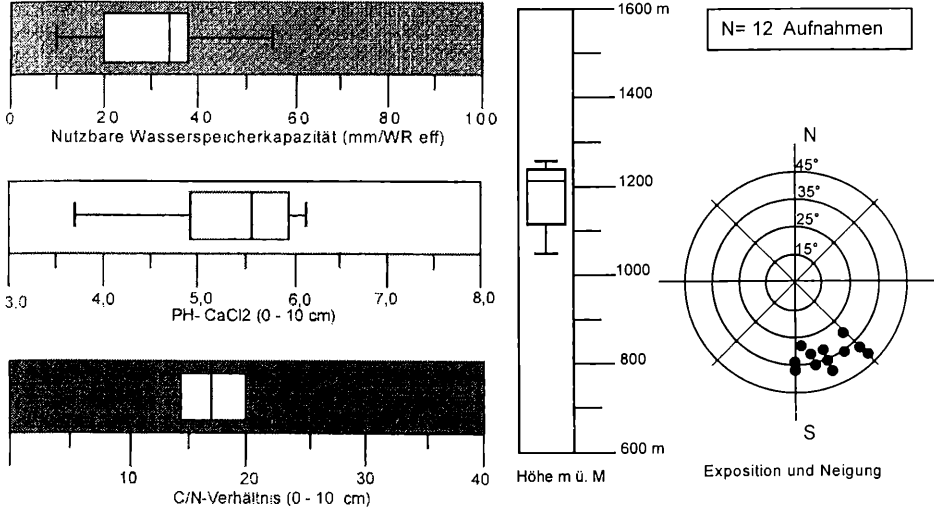 0 20 40 60 80 100
Nutzbare Wasserspeicherkapazität (mm/WR eff)
3,0 4,0 5,0 6,0 7,0 8,0
PH- CaCl2 (0 - 10 cm)
10 20 30 40
C/N-Verhältnis (0 - 10 cm)
1600 m
1400
1200
1000
800
600 m
Höhe m ü. M
N= 12 Aufnahmen
N
45°
35°
25°
15°
S
Exposition und Neigung